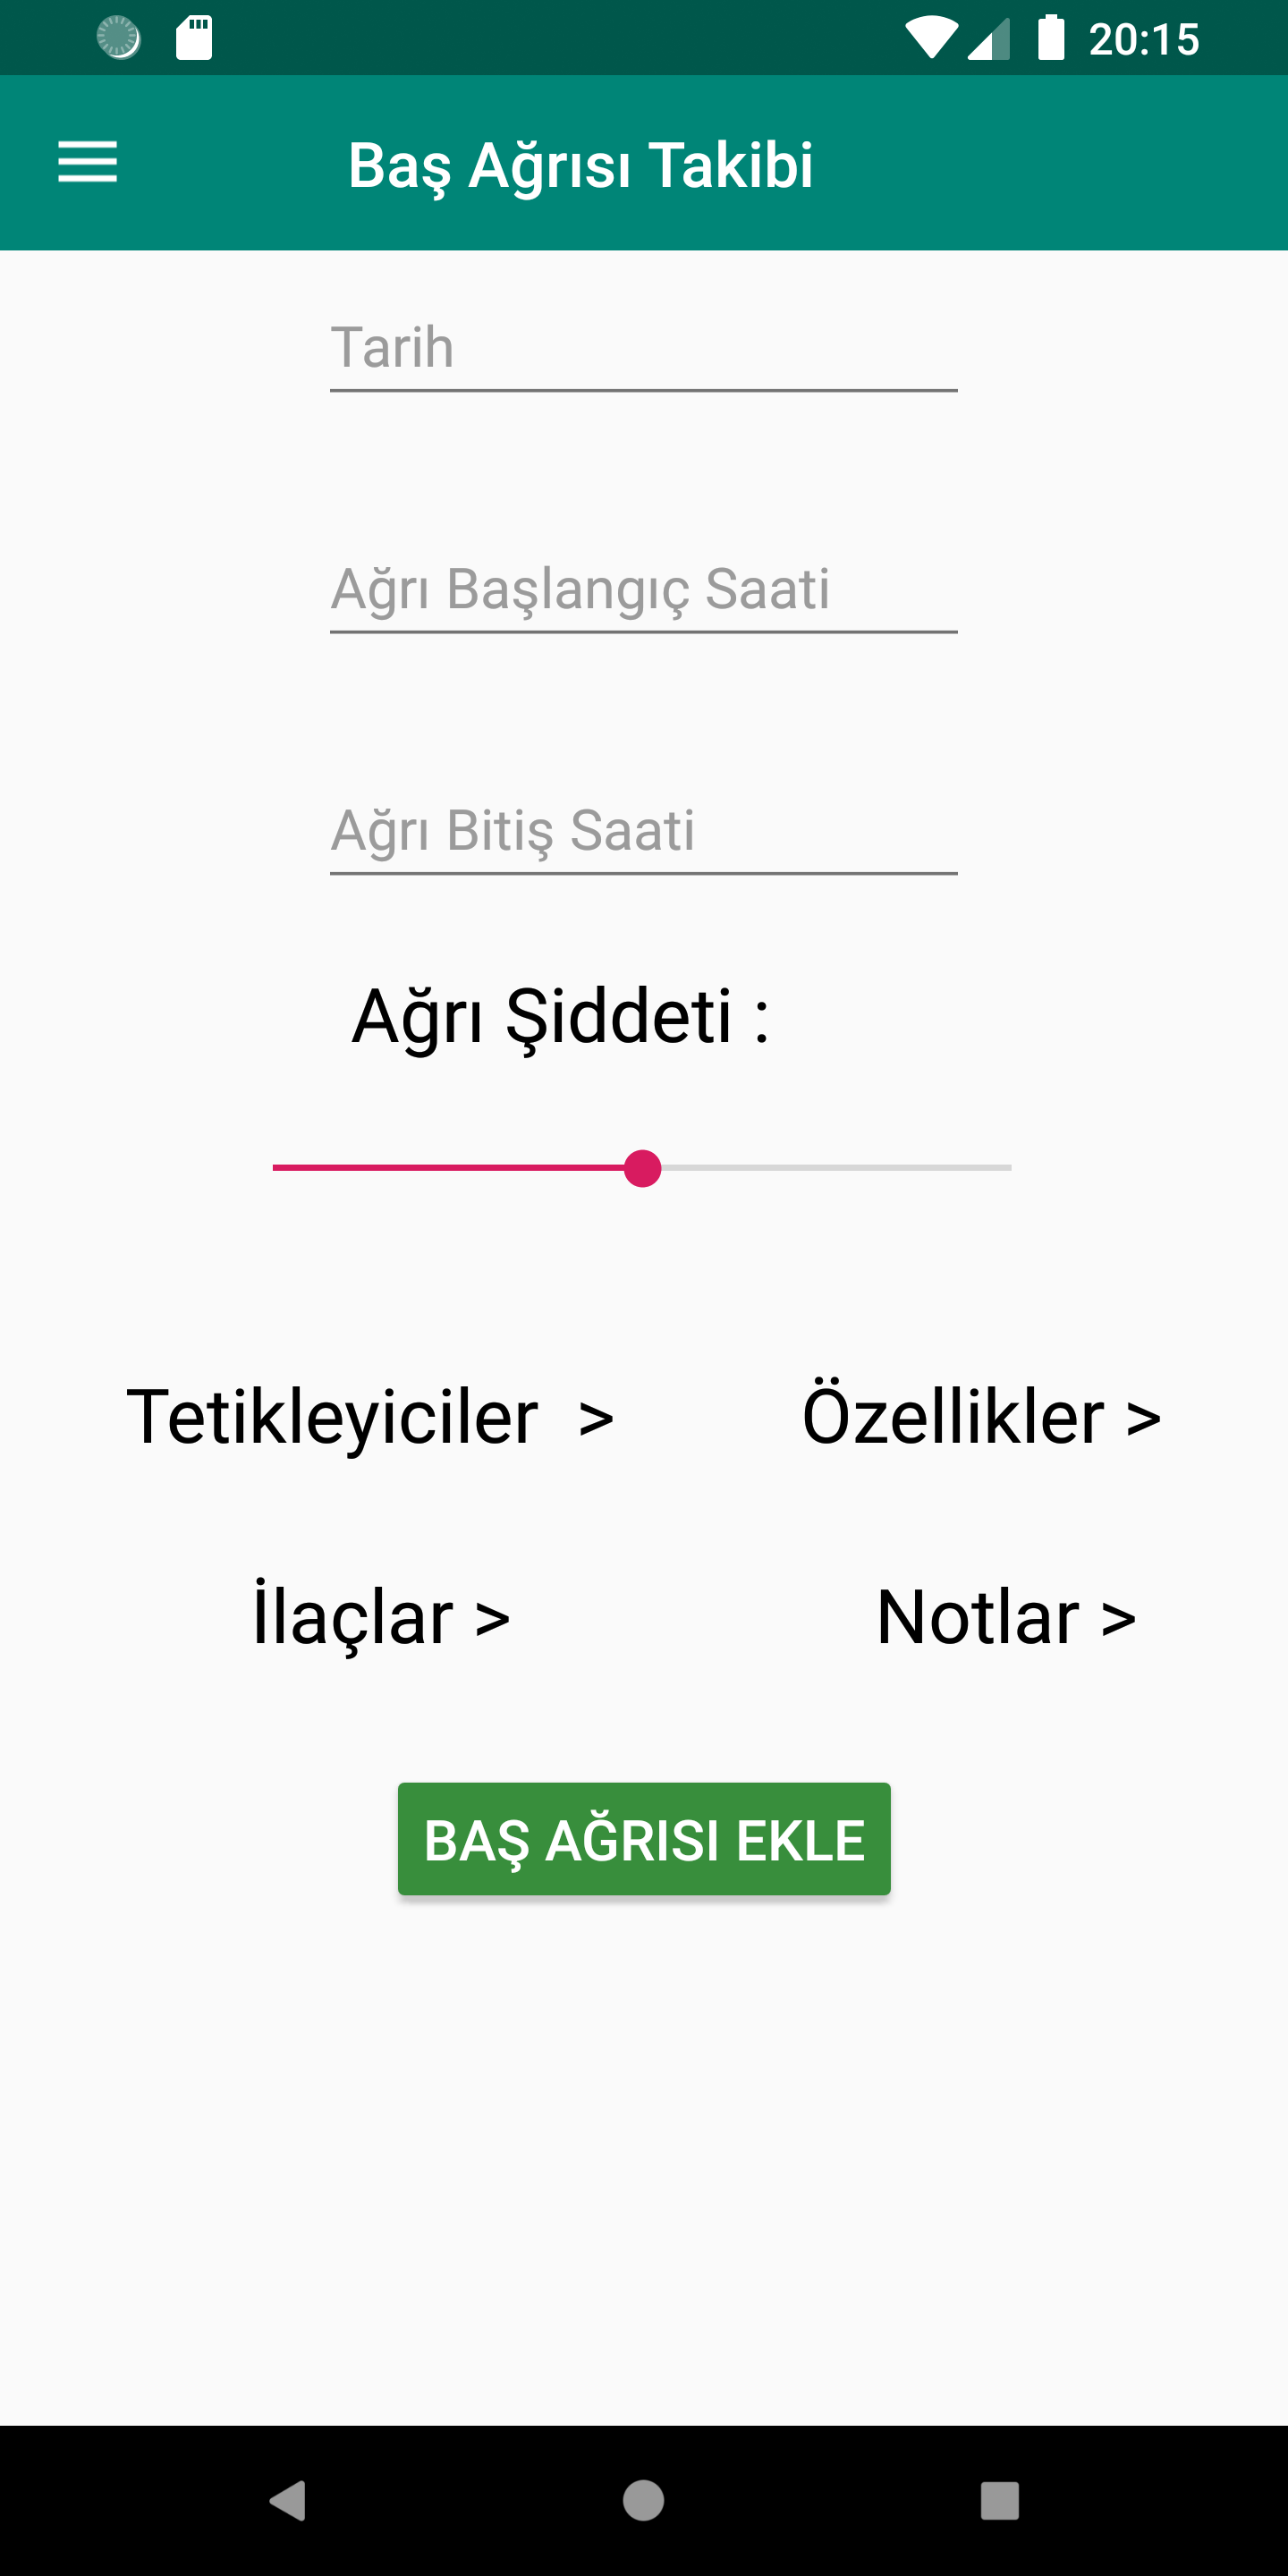 20:15
Baş Ağrısı Takibi
Tarih
Ağrı Başlangıç Saati
Ağrı Bitiş Saati
Ağrı Şiddeti :
Tetikleyiciler > Özellikler >
İlaçlar > Notlar >
BAŞ AĞRISI EKLE